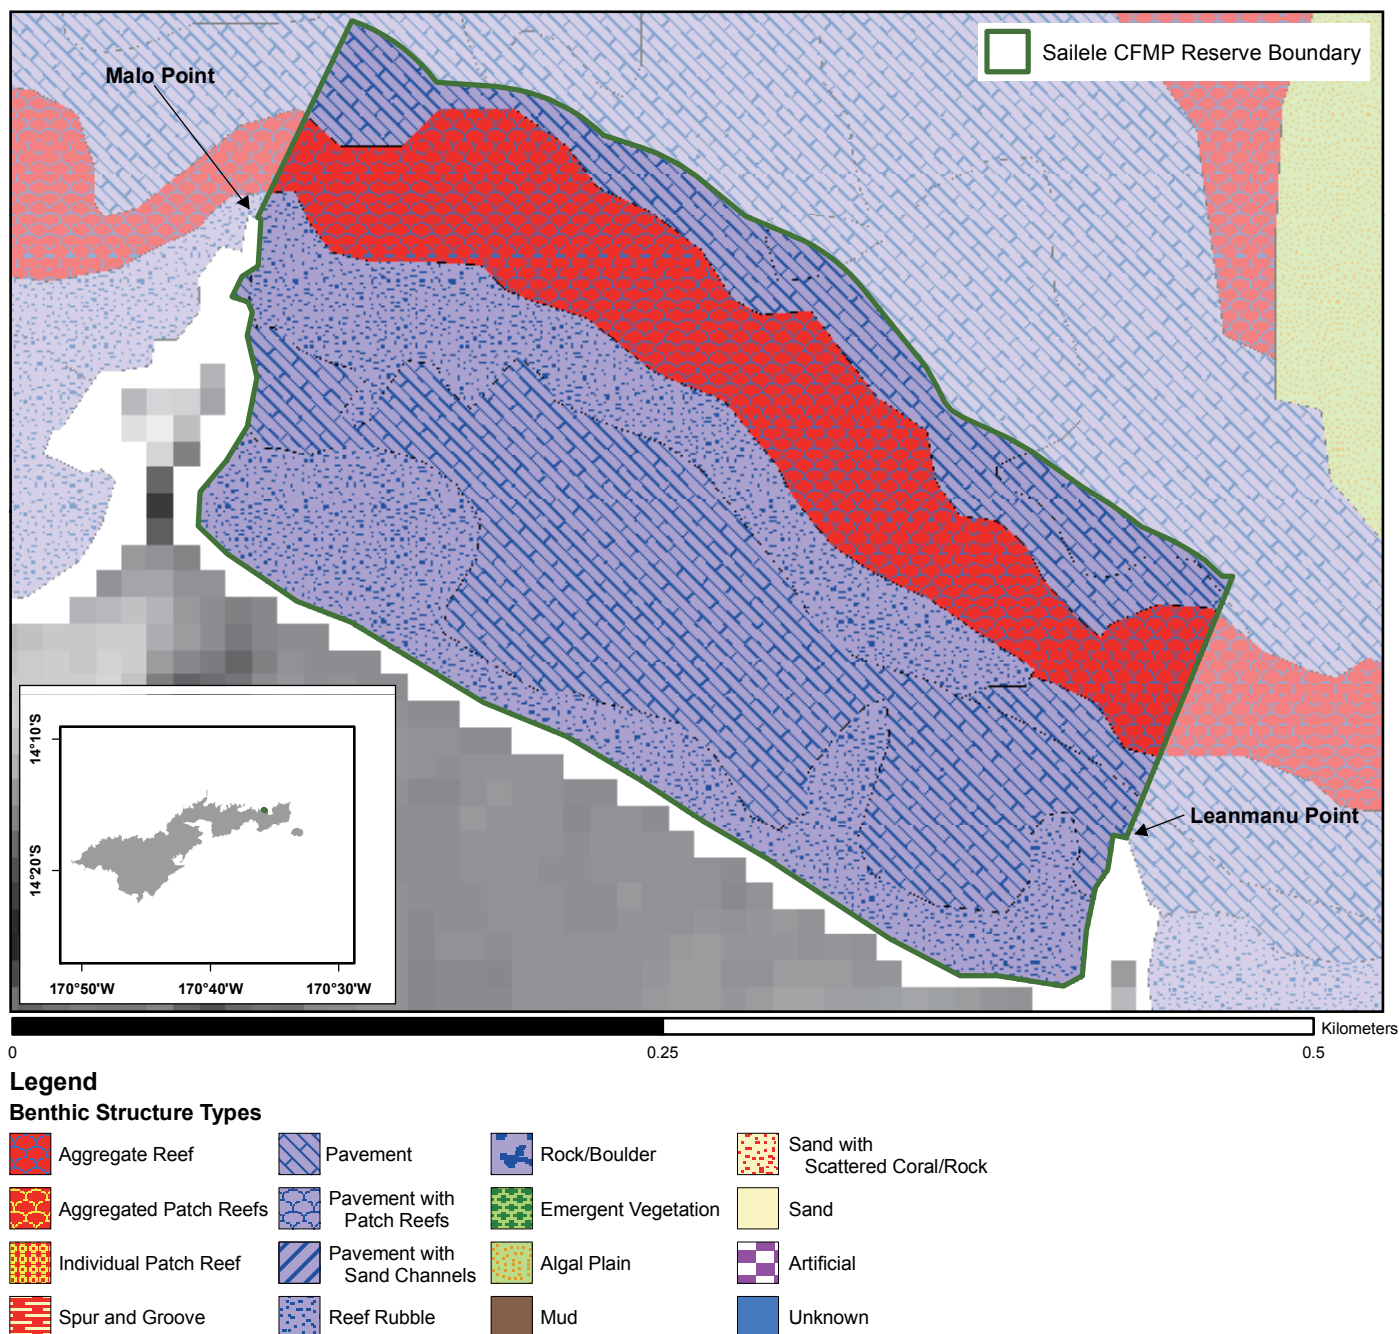 Sailele CFMP Reserve Boundary
Malo Point
Leanmanu Point
14°10'S
14°20'S
170°50'W
170°40'W
170°30'W
Kilometers
0
0.25
0.5
Legend
Benthic Structure Types
Aggregate Reef
Aggregated Patch Reefs
Individual Patch Reef
Spur and Groove
Pavement
Pavement with
Patch Reefs
Pavement with
Sand Channels
Reef Rubble
Rock/Boulder
Emergent Vegetation
Algal Plain
Mud
Sand with
Scattered Coral/Rock
Sand
Artificial
Unknown